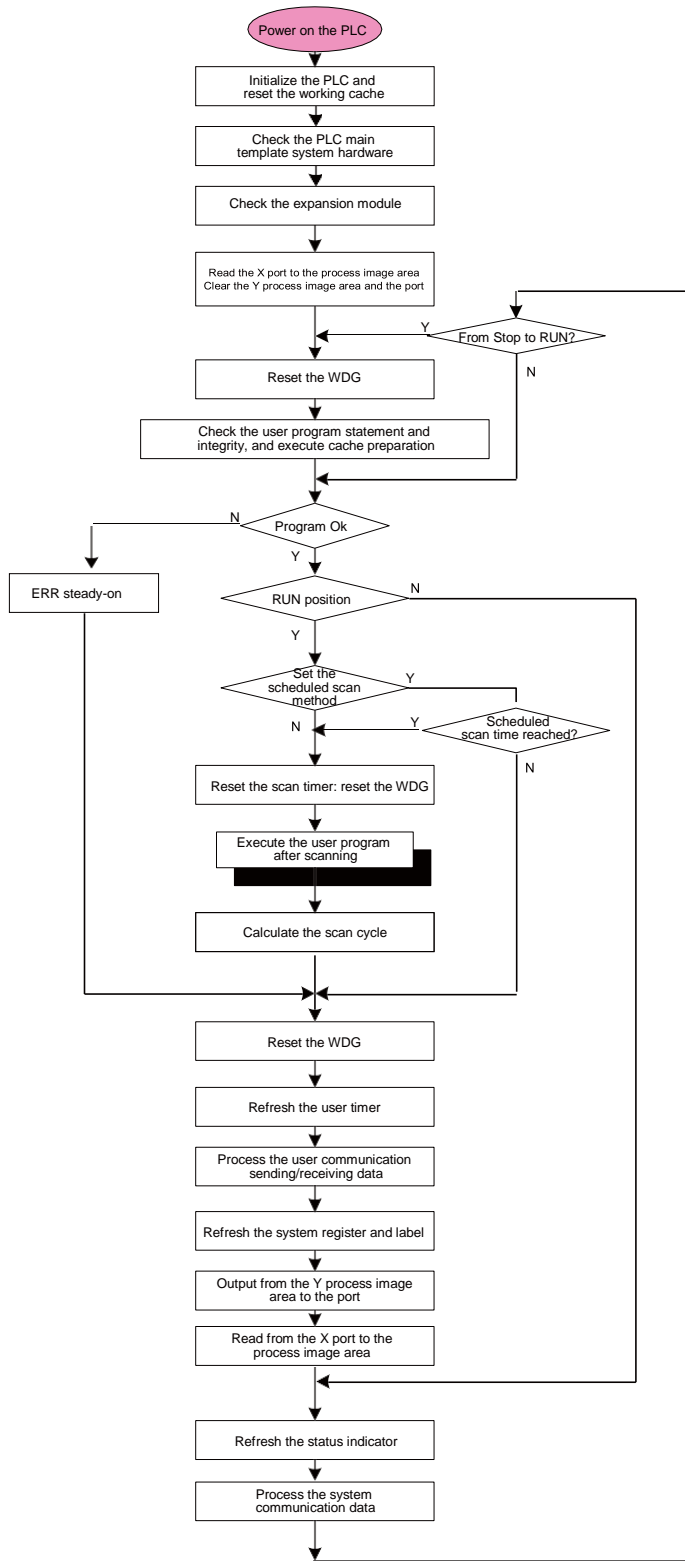 Power on the PLC
Initialize the PLC and
reset the working cache
Check the PLC main
template system hardware
Check the expansion module
Read the X port to the process image area
Clear the Y process image area and the port
Y
From Stop to RUN?
N
Reset the WDG
Check the user program statement and
integrity, and execute cache preparation
N
Program Ok
Y
ERR steady-on
RUN position
N
Y
Set the
scheduled scan
method
Y
N
Y
Scheduled
scan time reached?
N
Reset the scan timer: reset the WDG
Execute the user program
after scanning
Calculate the scan cycle
Reset the WDG
Refresh the user timer
Process the user communication
sending/receiving data
Refresh the system register and label
Output from the Y process image
area to the port
Read from the X port to the
process image area
Refresh the status indicator
Process the system
communication data